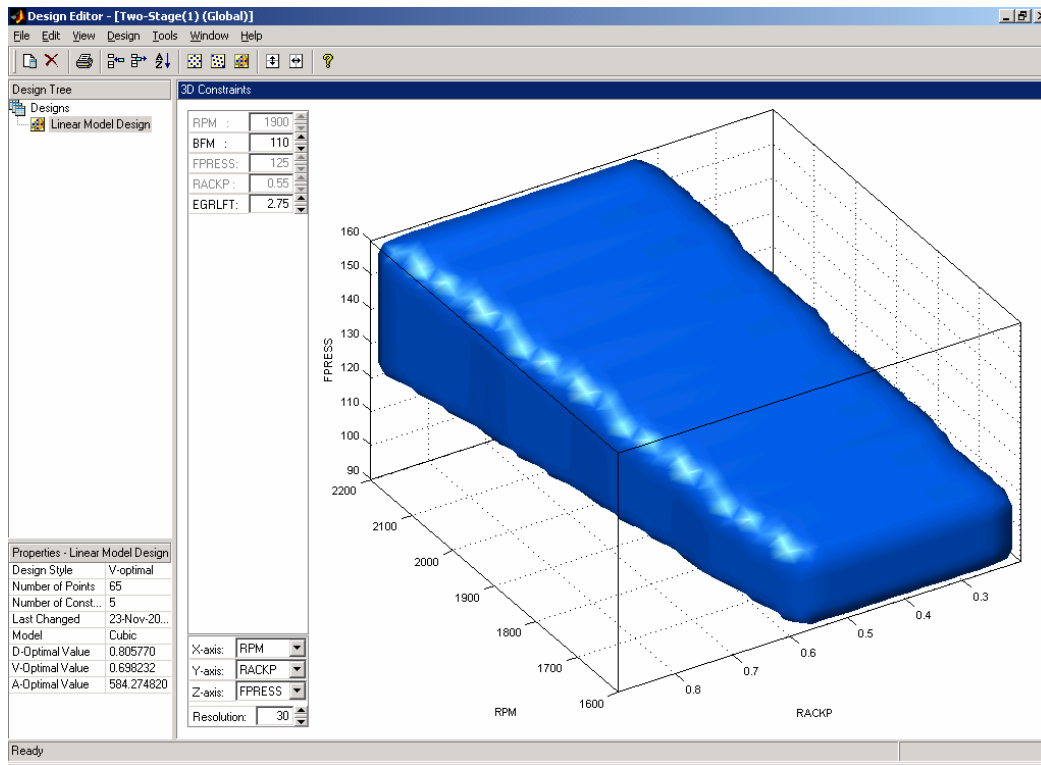 Design Editor - [Two-Stage(1) (Global)]
File Edit View Design Tools Window Help
Design Tree
Designs
Linear Model Design
3D Constraints
RPM : 1900
BFM : 110
FPRESS: 125
RACKP : 0.55
EGRLFT: 2.75
160
150
140
130
120
110
100
90
FPRESS
2200
2100
2000
1900
1800
1700
1600
RPM
0.8
0.7
0.6
0.5
0.4
0.3
RACKP
Properties - Linear Model Design
Design Style V-optimal
Number of Points 65
Number of Const... 5
Last Changed 23-Nov-20...
Model Cubic
D-Optimal Value 0.805770
V-Optimal Value 0.698232
A-Optimal Value 584.274820
X-axis: RPM
Y-axis: RACKP
Z-axis: FPRESS
Resolution: 30
Ready